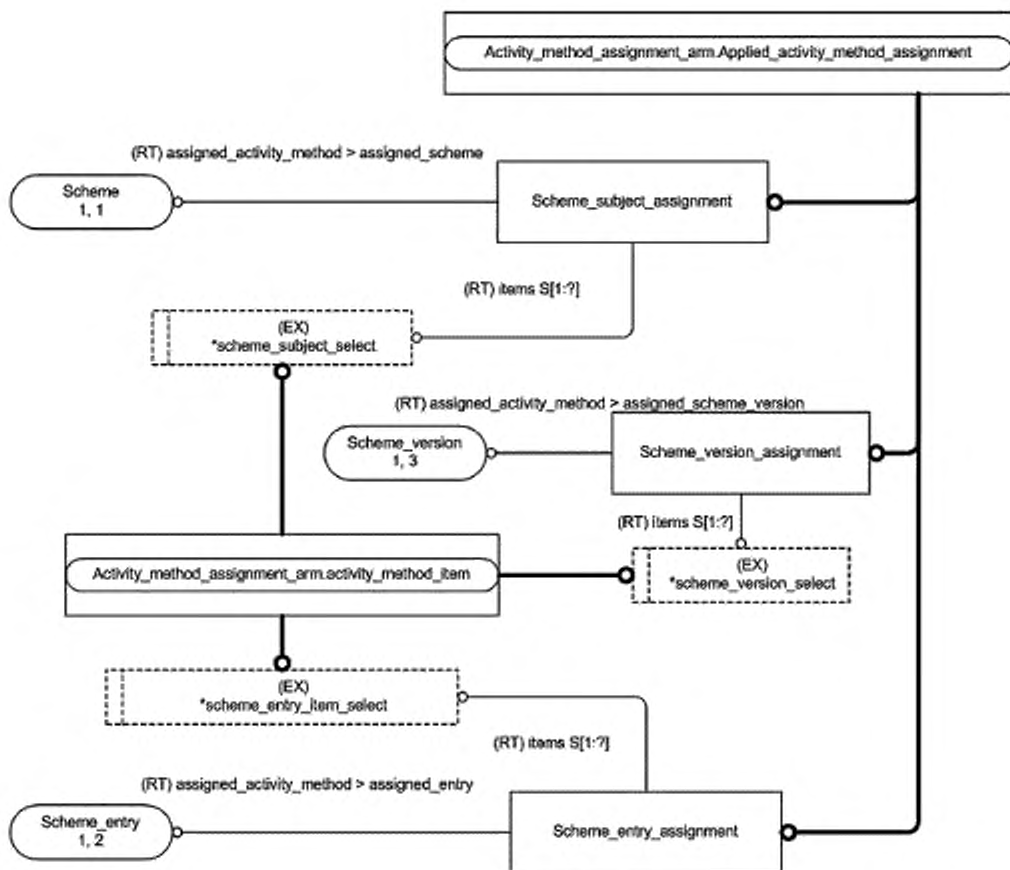 Activity_method_assignment_arm.Applied_activity_method_assignment
(RT) assigned_activity_method > assigned_scheme
Scheme
1, 1
Scheme_subject_assignment
(RT) items S[1:?]
(EX)
*scheme_subject_select
(RT) assigned_activity_method > assigned_scheme_version
Scheme_version
1, 3
Scheme_version_assignment
(RT) items S[1:?]
(EX)
*scheme_version_select
Activity_method_assignment_arm.activity_method_item
(EX)
*scheme_entry_item_select
(RT) items S[1:?]
(RT) assigned_activity_method > assigned_entry
Scheme_entry
1, 2
Scheme_entry_assignment